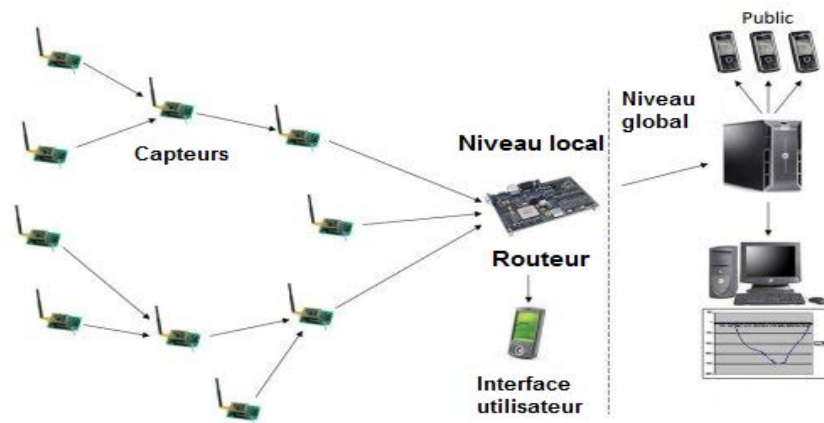 Public
Niveau
global
Capteurs
Niveau local
Routeur
Interface
utilisateur